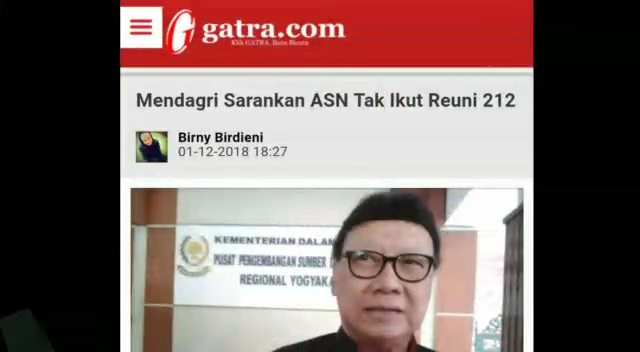 gatra.com
Mendagri Sarankan ASN Tak Ikut Reuni 212
Birny Birdieni
01-12-2018 18:27
KEMENTERIAN DALAM
PUSAT PENGEMBANGAN SUMBER
REGIONAL YOGYAKA